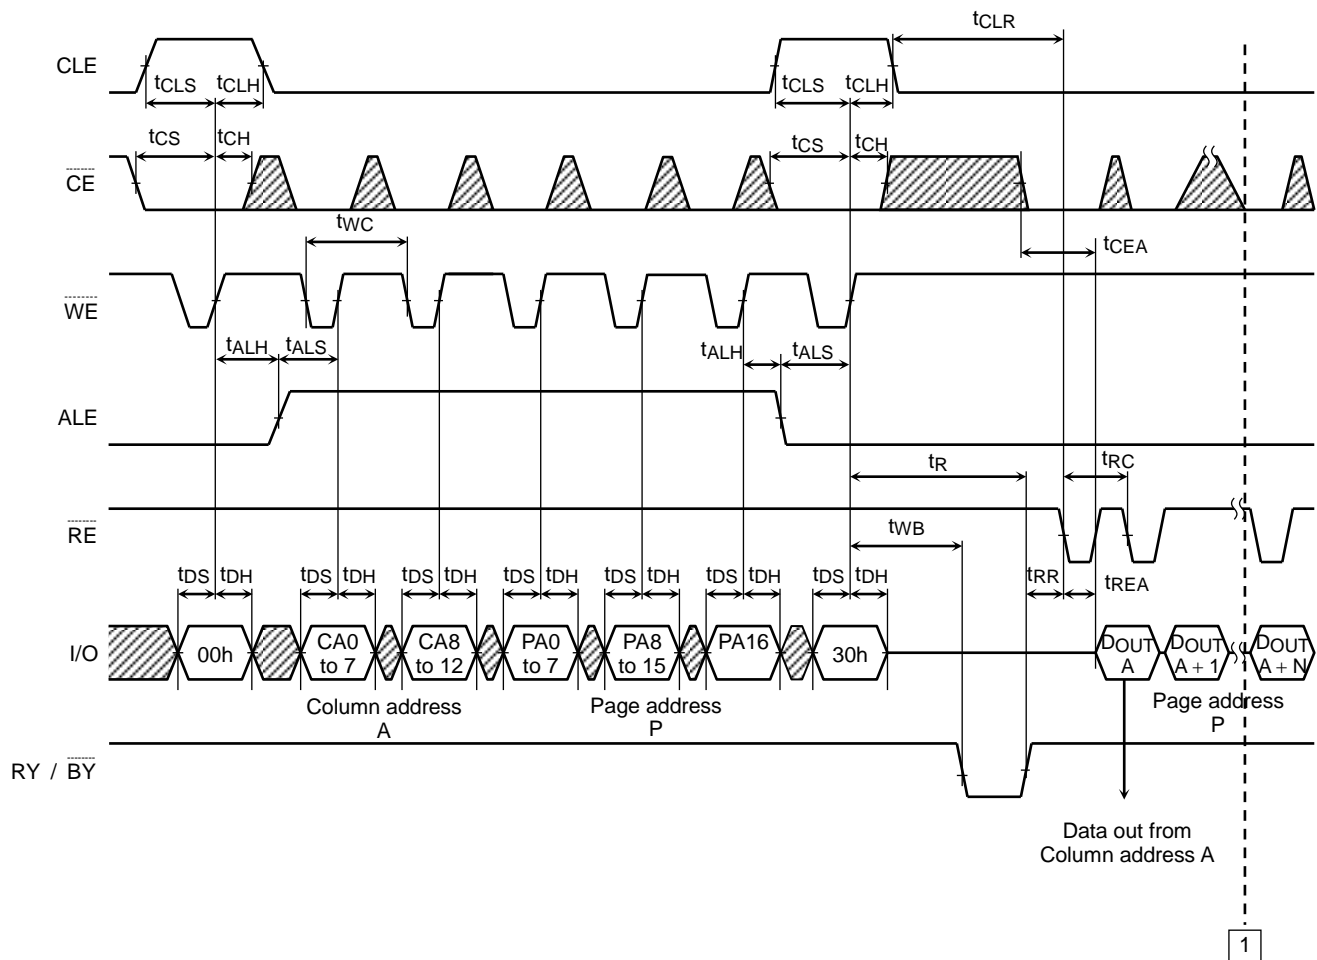 tCLR
CLE
tCLS tCLH tCLS tCLH
tCS tCH tCS tCH
CE
tWC
tCEA
WE
tALH tALS tALH tALS
ALE
tR tRC
RE
tWB
tDS tDH tDS tDH tDS tDH tDS tDH tDS tDH tDS tDH tDS tDH tRR tREA
I/O
00h
CA0 to 7
CA8 to 12
PA0 to 7
PA8 to 15
PA16
30h
DOUT A
DOUT A + 1
DOUT A + N
Column address
A
Page address
P
Page address
P
RY / BY
Data out from
Column address A
1